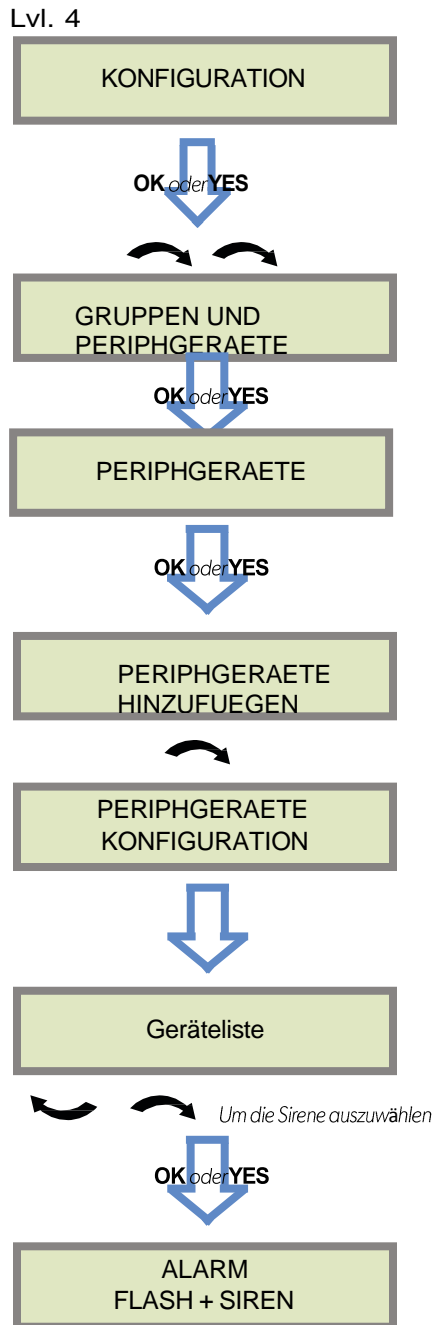 Lvl. 4
KONFIGURATION
OK oder YES
GRUPPEN UND
PERIPHGERAETE
OK oder YES
PERIPHGERAETE
OK oder YES
PERIPHGERAETE
HINZUFUEGEN
PERIPHGERAETE
KONFIGURATION
Geräteliste
Um die Sirene auszuwählen
OK oder YES
ALARM
FLASH + SIREN